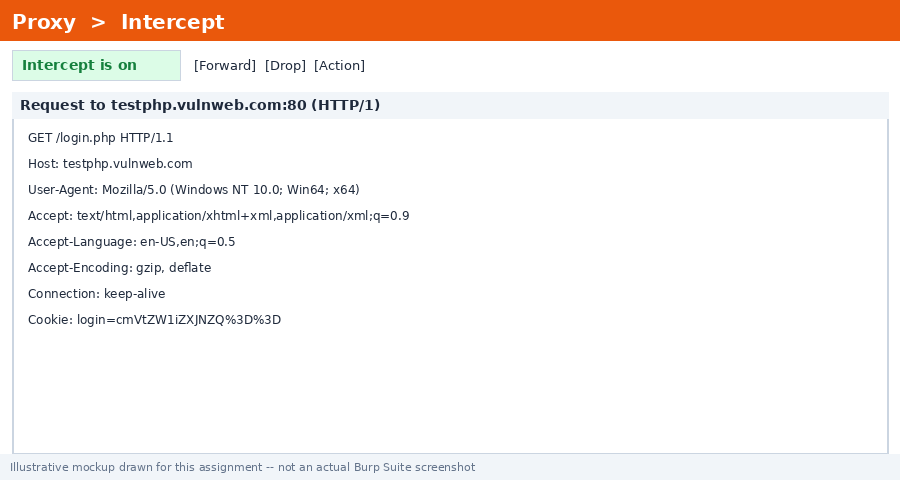 Proxy > Intercept
Intercept is on [Forward] [Drop] [Action]
Request to testphp.vulnweb.com:80 (HTTP/1)
GET /login.php HTTP/1.1
Host: testphp.vulnweb.com
User-Agent: Mozilla/5.0 (Windows NT 10.0; Win64; x64)
Accept: text/html,application/xhtml+xml,application/xml;q=0.9
Accept-Language: en-US,en;q=0.5
Accept-Encoding: gzip, deflate
Connection: keep-alive
Cookie: login=cmVtZW1iZXJNZQ%3D%3D
Illustrative mockup drawn for this assignment -- not an actual Burp Suite screenshot